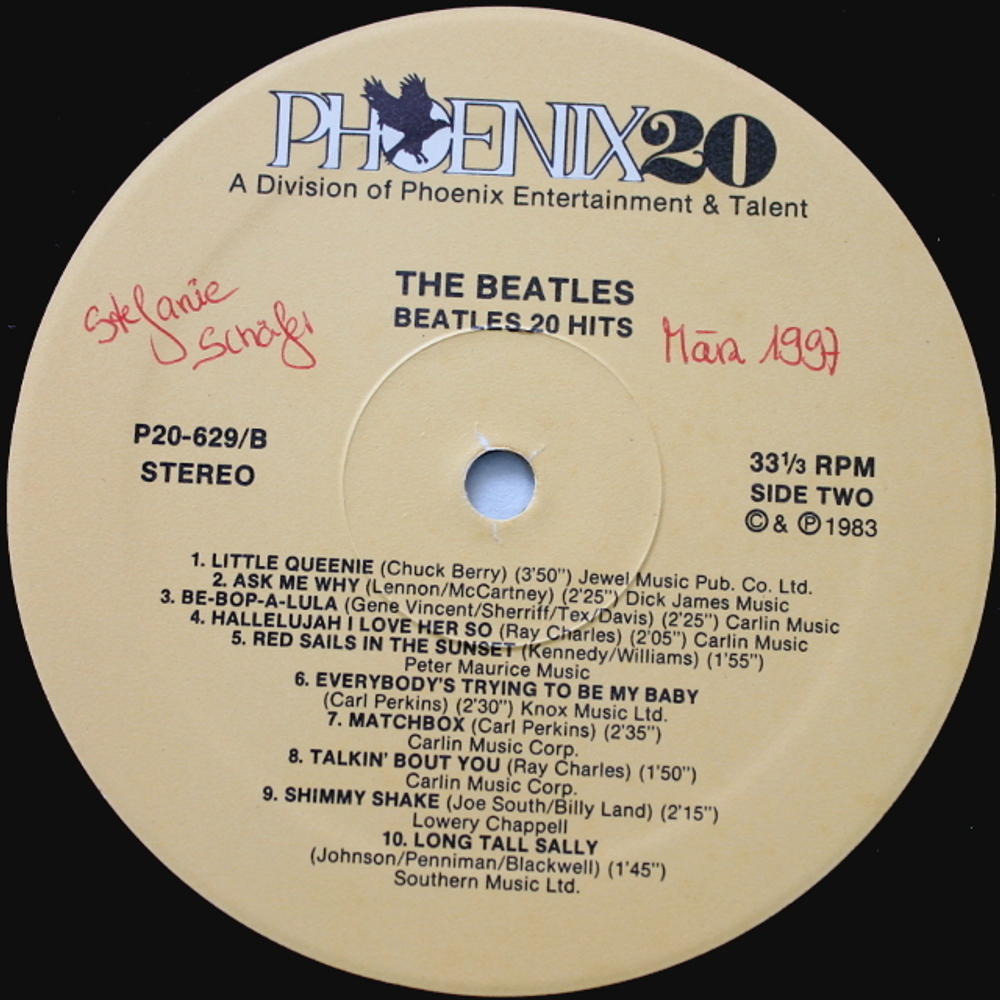 PHOENIX20
A Division of Phoenix Entertainment & Talent
THE BEATLES
BEATLES 20 HITS
Stefanie
Schäfer
März 1997
P20-629/B
STEREO
33⅓ RPM
SIDE TWO
©&℗1983
1. LITTLE QUEENIE (Chuck Berry) (3'50") Jewel Music Pub. Co. Ltd.
2. ASK ME WHY (Lennon/McCartney) (2'25") Dick James Music
3. BE-BOP-A-LULA (Gene Vincent/Sherriff/Tex/Davis) (2'25") Carlin Music
4. HALLELUJAH I LOVE HER SO (Ray Charles) (2'05") Carlin Music
5. RED SAILS IN THE SUNSET (Kennedy/Williams) (1'55")
Peter Maurice Music
6. EVERYBODY'S TRYING TO BE MY BABY
(Carl Perkins) (2'30") Knox Music Ltd.
7. MATCHBOX (Carl Perkins) (2'35")
Carlin Music Corp.
8. TALKIN' BOUT YOU (Ray Charles) (1'50")
Carlin Music Corp.
9. SHIMMY SHAKE (Joe South/Billy Land) (2'15")
Lowery Chappell
10. LONG TALL SALLY
(Johnson/Penniman/Blackwell) (1'45")
Southern Music Ltd.